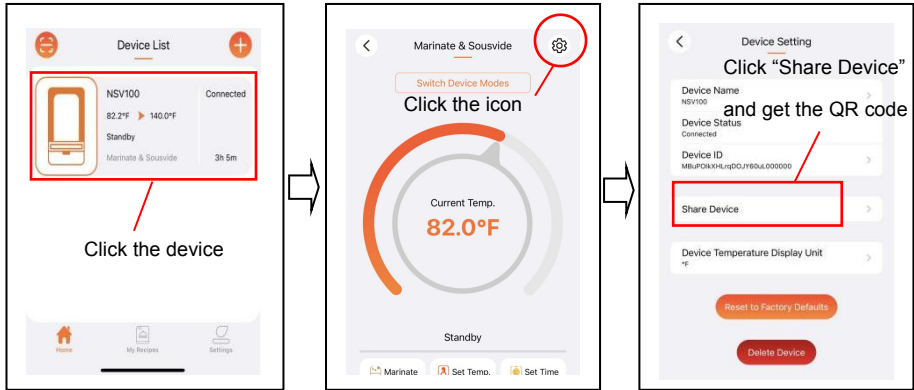 Device List
NSV100
Connected
82.2°F 140.0°F
Standby
Marinate & Sousvide
3h 5m
Click the device
Home
My Recipes
Settings
Marinate & Sousvide
Switch Device Modes
Click the icon
Current Temp.
82.0°F
Standby
Marinate
Set Temp.
Set Time
Device Setting
Click “Share Device”
Device Name
NSV100
and get the QR code
Device Status
Connected
Device ID
Share Device
Device Temperature Display Unit
°F
Reset to Factory Defaults
Delete Device